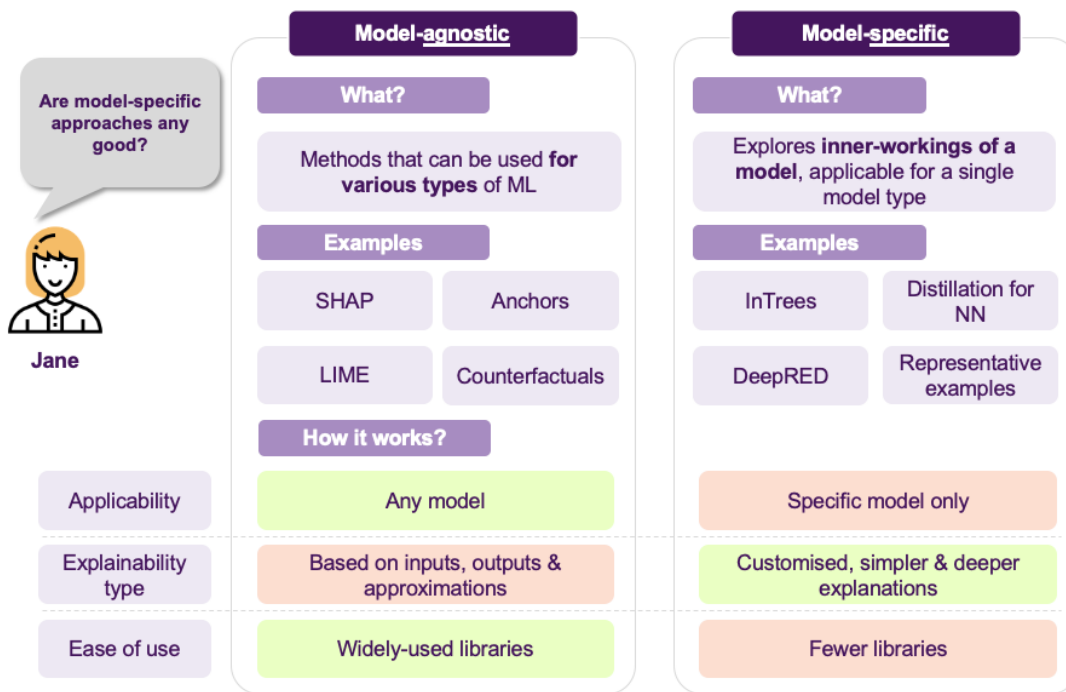 Model-agnostic
Model-specific
Are model-specific
approaches any
good?
Jane
What?
Methods that can be used for
various types of ML
Examples
SHAP
Anchors
LIME
Counterfactuals
How it works?
What?
Explores inner-workings of a
model, applicable for a single
model type
Examples
InTrees
Distillation for
NN
DeepRED
Representative
examples
Applicability
Any model
Specific model only
Explainability
type
Based on inputs, outputs &
approximations
Customised, simpler & deeper
explanations
Ease of use
Widely-used libraries
Fewer libraries